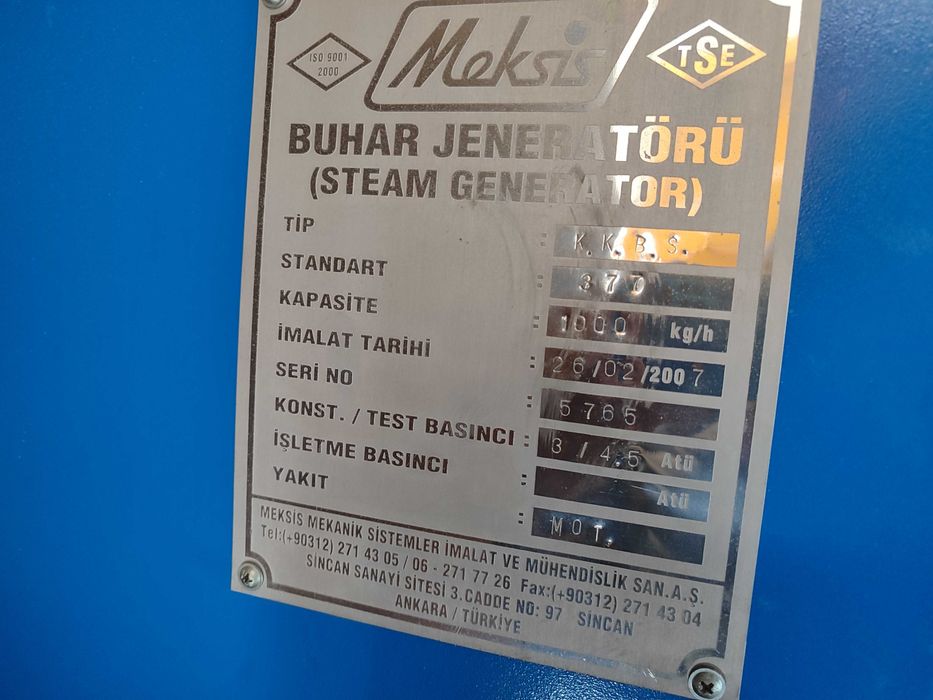 ISO 9001
2000
Meksis
TSE
BUHAR JENERATÖRÜ
(STEAM GENERATOR)
TİP : K.K.B.S.
STANDART : 377
KAPASİTE : 1000 kg/h
İMALAT TARİHİ : 26/02/2007
SERİ NO : 5765
KONST. / TEST BASINCI : 3/4.5 Atü
İŞLETME BASINCI : Atü
YAKIT : MOT.
MEKSİS MEKANİK SİSTEMLER İMALAT VE MÜHENDİSLİK SAN.A.Ş.
Tel:(+90312) 271 43 05 / 06 - 271 77 26 Fax:(+90312) 271 43 04
SİNCAN SANAYİ SİTESİ 3.CADDE NO: 97 SİNCAN
ANKARA / TÜRKİYE